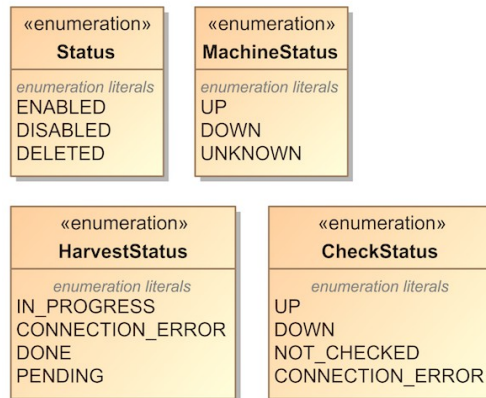 «enumeration»
Status
enumeration literals
ENABLED
DISABLED
DELETED
«enumeration»
MachineStatus
enumeration literals
UP
DOWN
UNKNOWN
«enumeration»
HarvestStatus
enumeration literals
IN_PROGRESS
CONNECTION_ERROR
DONE
PENDING
«enumeration»
CheckStatus
enumeration literals
UP
DOWN
NOT_CHECKED
CONNECTION_ERROR